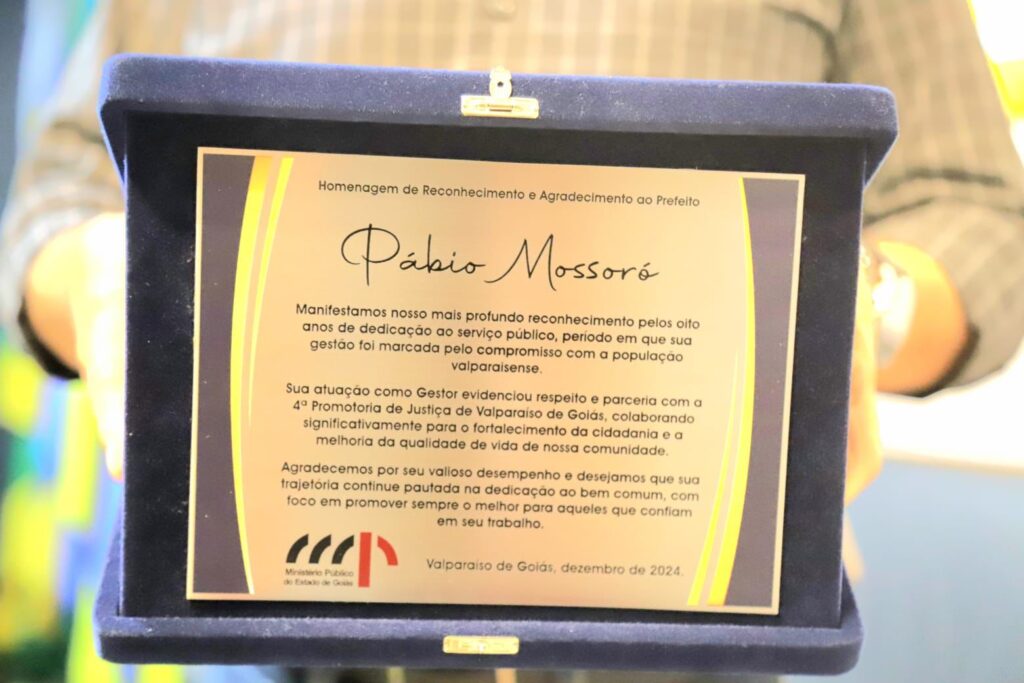 Homenagem de Reconhecimento e Agradecimento ao Prefeito
Pábio Mossoró
Manifestamos nosso mais profundo reconhecimento pelos oito
anos de dedicação ao serviço público, período em que sua
gestão foi marcada pelo compromisso com a população
valparaisense.
Sua atuação como Gestor evidenciou respeito e parceria com a
4ª Promotoria de Justiça de Valparaíso de Goiás, colaborando
significativamente para o fortalecimento da cidadania e a
melhoria da qualidade de vida de nossa comunidade.
Agradecemos por seu valioso desempenho e desejamos que sua
trajetória continue pautada na dedicação ao bem comum, com
foco em promover sempre o melhor para aqueles que confiam
em seu trabalho.
Ministério Público
do Estado de Goiás
Valparaíso de Goiás, dezembro de 2024.